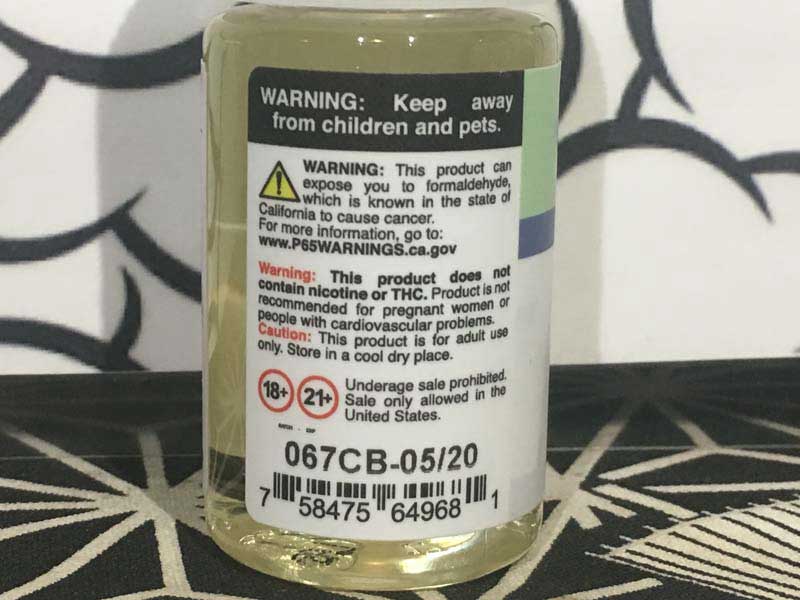 WARNING: Keep away
from children and pets.
WARNING: This product can
expose you to formaldehyde,
which is known in the state of
California to cause cancer.
For more information, go to:
www.P65WARNINGS.ca.gov
Warning: This product does not
contain nicotine or THC. Product is not
recommended for pregnant women or
people with cardiovascular problems.
Caution: This product is for adult use
only. Store in a cool dry place.
18+ 21+
Underage sale prohibited.
Sale only allowed in the
United States.
BATCH - EXP
067CB-05/20
7 58475 64968 1